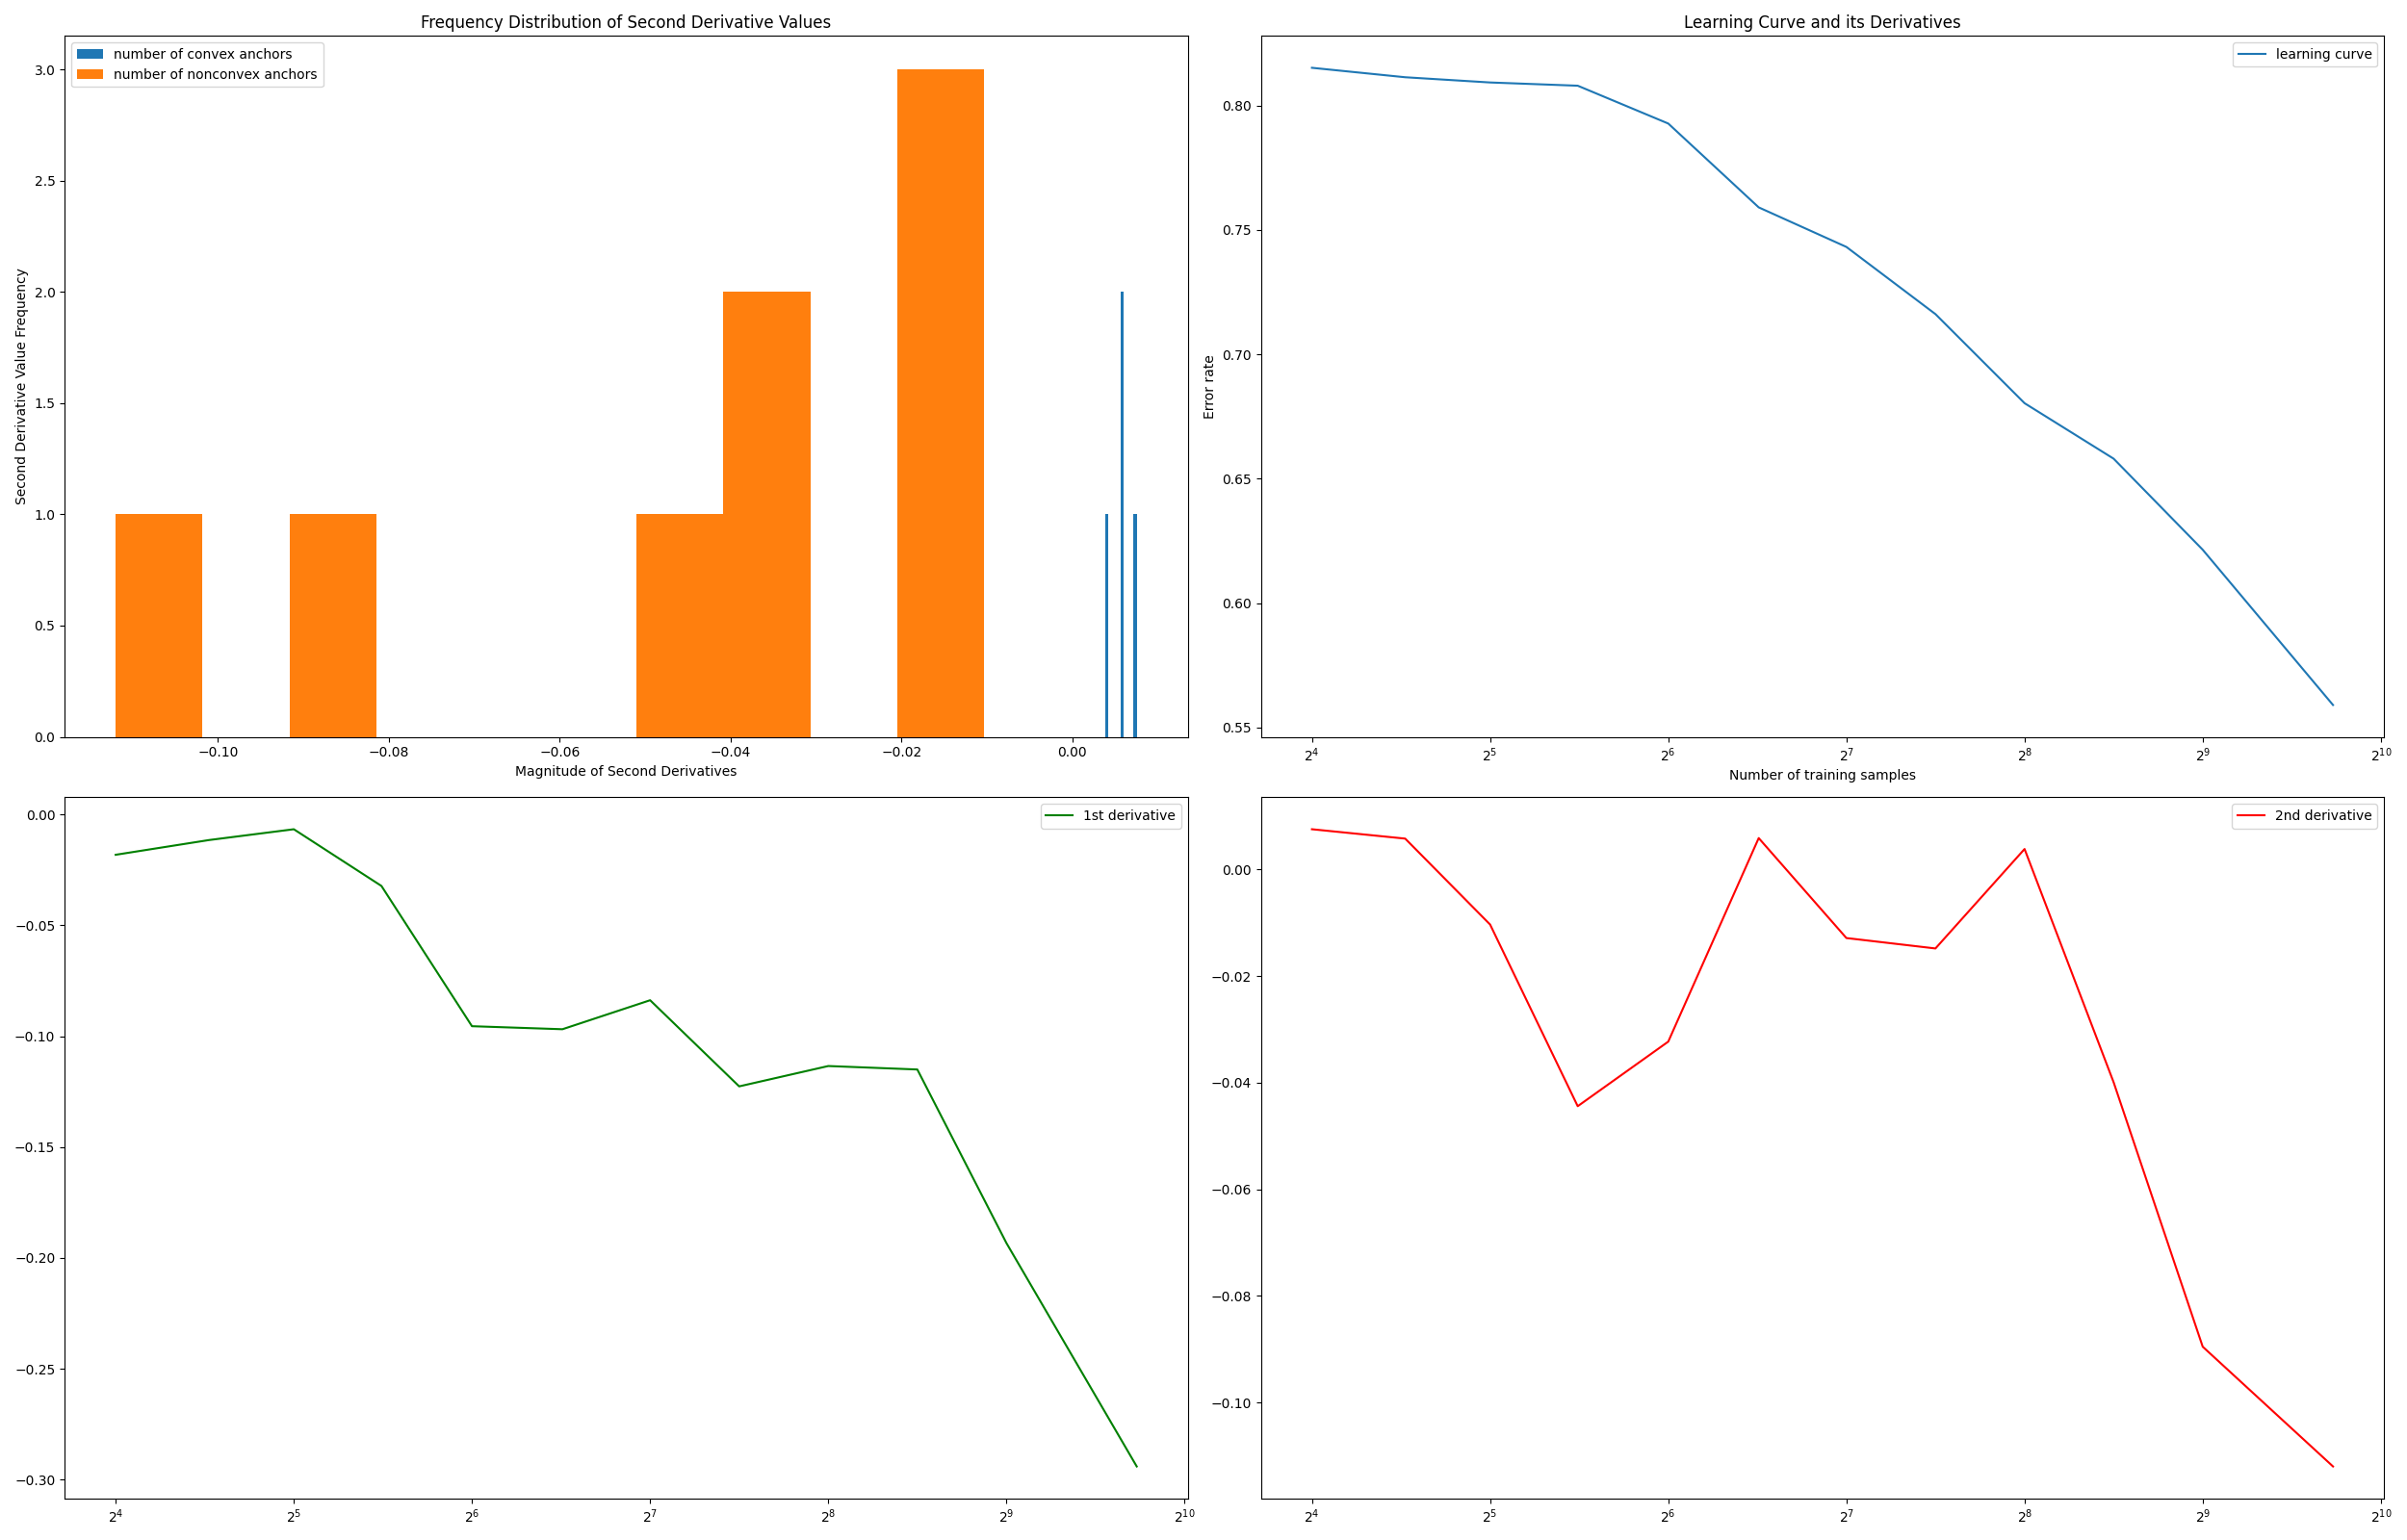 Frequency Distribution of Second Derivative Values
number of convex anchors
number of nonconvex anchors
3.0
2.5
2.0
1.5
1.0
0.5
0.0
Second Derivative Value Frequency
−0.10 −0.08 −0.06 −0.04 −0.02 0.00
Magnitude of Second Derivatives
Learning Curve and its Derivatives
learning curve
0.80
0.75
0.70
0.65
0.60
0.55
Error rate
2⁴ 2⁵ 2⁶ 2⁷ 2⁸ 2⁹ 2¹⁰
Number of training samples
1st derivative
0.00
−0.05
−0.10
−0.15
−0.20
−0.25
−0.30
2⁴ 2⁵ 2⁶ 2⁷ 2⁸ 2⁹ 2¹⁰
2nd derivative
0.00
−0.02
−0.04
−0.06
−0.08
−0.10
2⁴ 2⁵ 2⁶ 2⁷ 2⁸ 2⁹ 2¹⁰